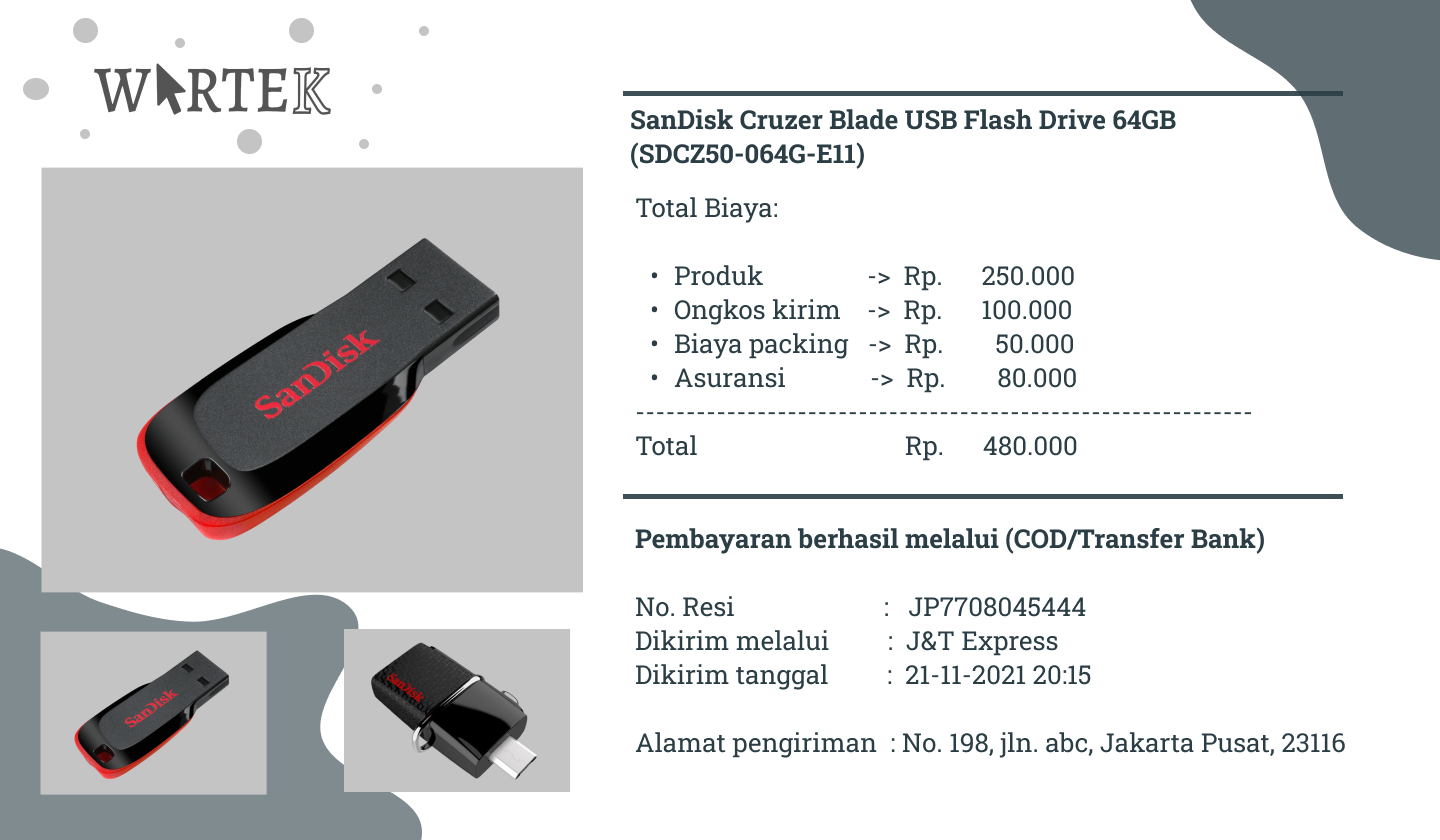 WARTEK
SanDisk Cruzer Blade USB Flash Drive 64GB
(SDCZ50-064G-E11)
Total Biaya:
• Produk -> Rp. 250.000
• Ongkos kirim -> Rp. 100.000
• Biaya packing -> Rp. 50.000
• Asuransi -> Rp. 80.000
-------------------------------------------------------------
Total Rp. 480.000
Pembayaran berhasil melalui (COD/Transfer Bank)
No. Resi : JP7708045444
Dikirim melalui : J&T Express
Dikirim tanggal : 21-11-2021 20:15
Alamat pengiriman : No. 198, jln. abc, Jakarta Pusat, 23116
SanDisk
SanDisk
SanDisk